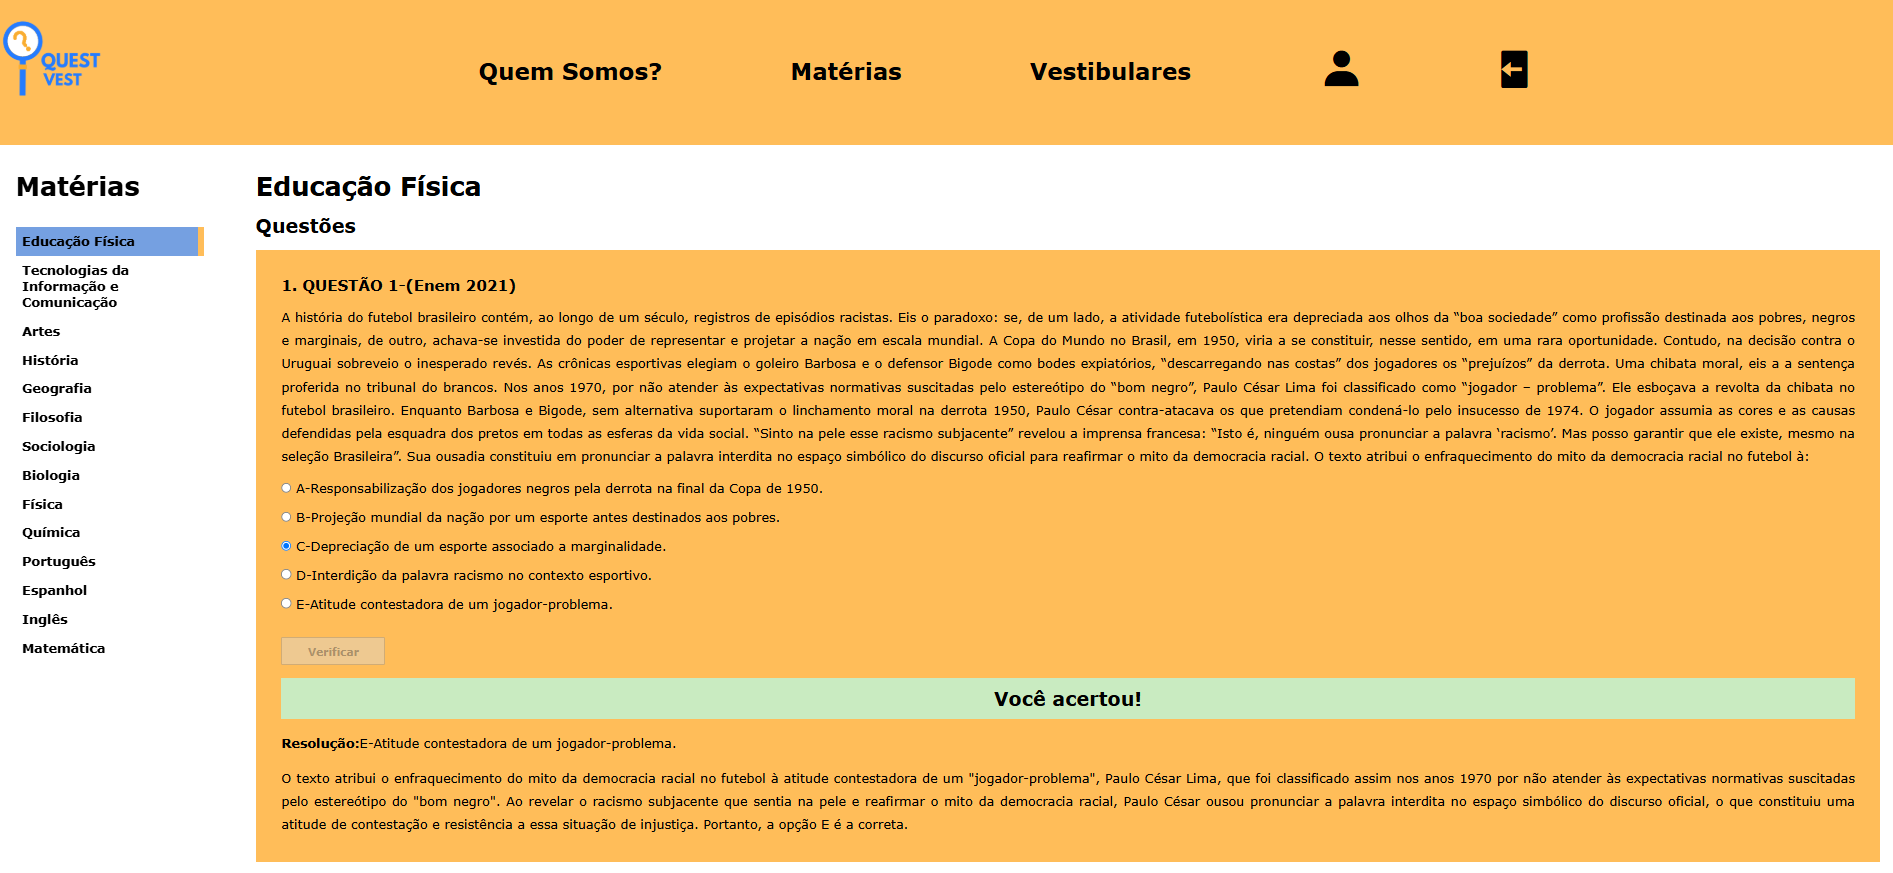 QUEST
VEST
Quem Somos?
Matérias
Vestibulares
Matérias
Educação Física
Tecnologias da
Informação e
Comunicação
Artes
História
Geografia
Filosofia
Sociologia
Biologia
Física
Química
Português
Espanhol
Inglês
Matemática
Educação Física
Questões
1. QUESTÃO 1-(Enem 2021)
A história do futebol brasileiro contém, ao longo de um século, registros de episódios racistas. Eis o paradoxo: se, de um lado, a atividade futebolística era depreciada aos olhos da “boa sociedade” como profissão destinada aos pobres, negros
e marginais, de outro, achava-se investida do poder de representar e projetar a nação em escala mundial. A Copa do Mundo no Brasil, em 1950, viria a se constituir, nesse sentido, em uma rara oportunidade. Contudo, na decisão contra o
Uruguai sobreveio o inesperado revés. As crônicas esportivas elegiam o goleiro Barbosa e o defensor Bigode como bodes expiatórios, “descarregando nas costas” dos jogadores os “prejuízos” da derrota. Uma chibata moral, eis a a sentença
proferida no tribunal do brancos. Nos anos 1970, por não atender às expectativas normativas suscitadas pelo estereótipo do “bom negro”, Paulo César Lima foi classificado como “jogador – problema”. Ele esboçava a revolta da chibata no
futebol brasileiro. Enquanto Barbosa e Bigode, sem alternativa suportaram o linchamento moral na derrota 1950, Paulo César contra-atacava os que pretendiam condená-lo pelo insucesso de 1974. O jogador assumia as cores e as causas
defendidas pela esquadra dos pretos em todas as esferas da vida social. “Sinto na pele esse racismo subjacente” revelou a imprensa francesa: “Isto é, ninguém ousa pronunciar a palavra ‘racismo’. Mas posso garantir que ele existe, mesmo na
seleção Brasileira”. Sua ousadia constituiu em pronunciar a palavra interdita no espaço simbólico do discurso oficial para reafirmar o mito da democracia racial. O texto atribui o enfraquecimento do mito da democracia racial no futebol à:
A-Responsabilização dos jogadores negros pela derrota na final da Copa de 1950.
B-Projeção mundial da nação por um esporte antes destinados aos pobres.
C-Depreciação de um esporte associado a marginalidade.
D-Interdição da palavra racismo no contexto esportivo.
E-Atitude contestadora de um jogador-problema.
Verificar
Você acertou!
Resolução:E-Atitude contestadora de um jogador-problema.
O texto atribui o enfraquecimento do mito da democracia racial no futebol à atitude contestadora de um "jogador-problema", Paulo César Lima, que foi classificado assim nos anos 1970 por não atender às expectativas normativas suscitadas
pelo estereótipo do "bom negro". Ao revelar o racismo subjacente que sentia na pele e reafirmar o mito da democracia racial, Paulo César ousou pronunciar a palavra interdita no espaço simbólico do discurso oficial, o que constituiu uma
atitude de contestação e resistência a essa situação de injustiça. Portanto, a opção E é a correta.